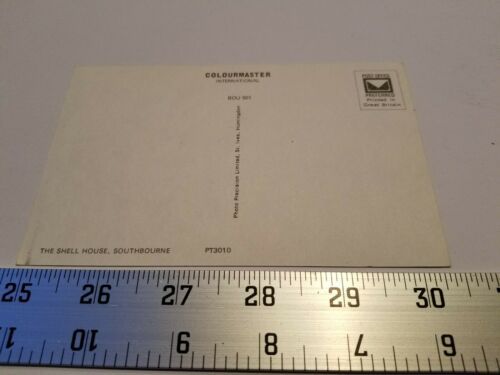 COLOURMASTER
INTERNATIONAL
BOU 501
POST OFFICE
PREFERRED
Printed in
Great Britain
Photo Precision Limited, St. Ives, Huntingdon
THE SHELL HOUSE, SOUTHBOURNE PT3010
25 26 27 28 29 30
10 9 8 7 6